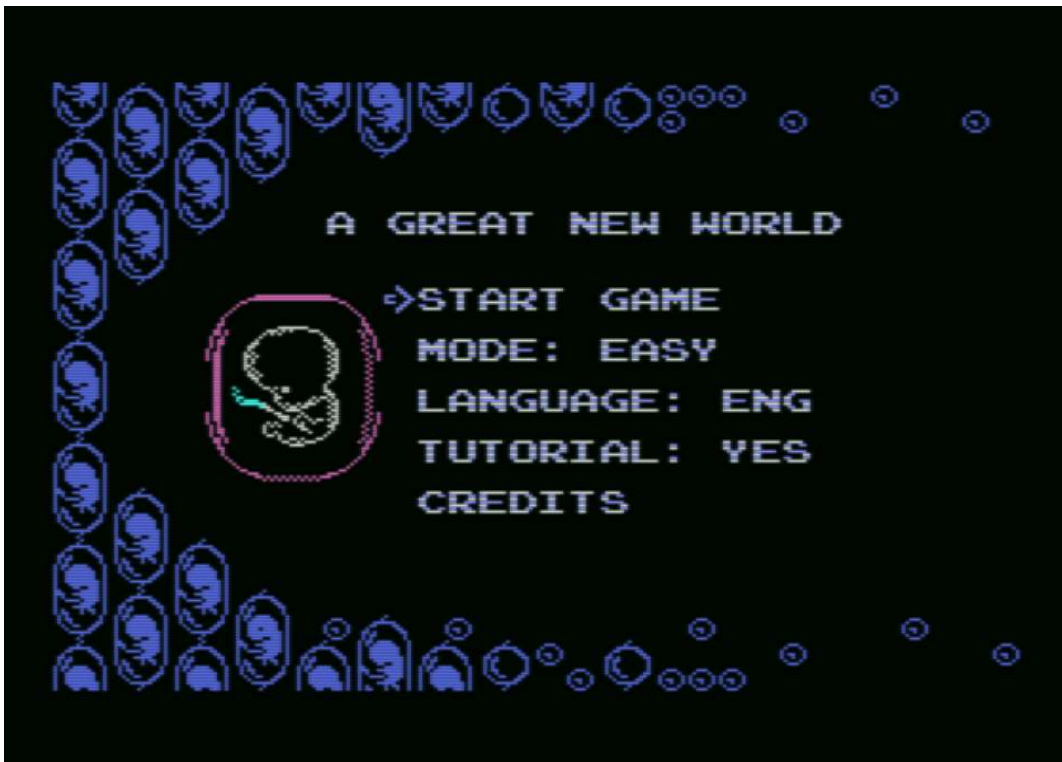 A GREAT NEW WORLD
START GAME
MODE: EASY
LANGUAGE: ENG
TUTORIAL: YES
CREDITS